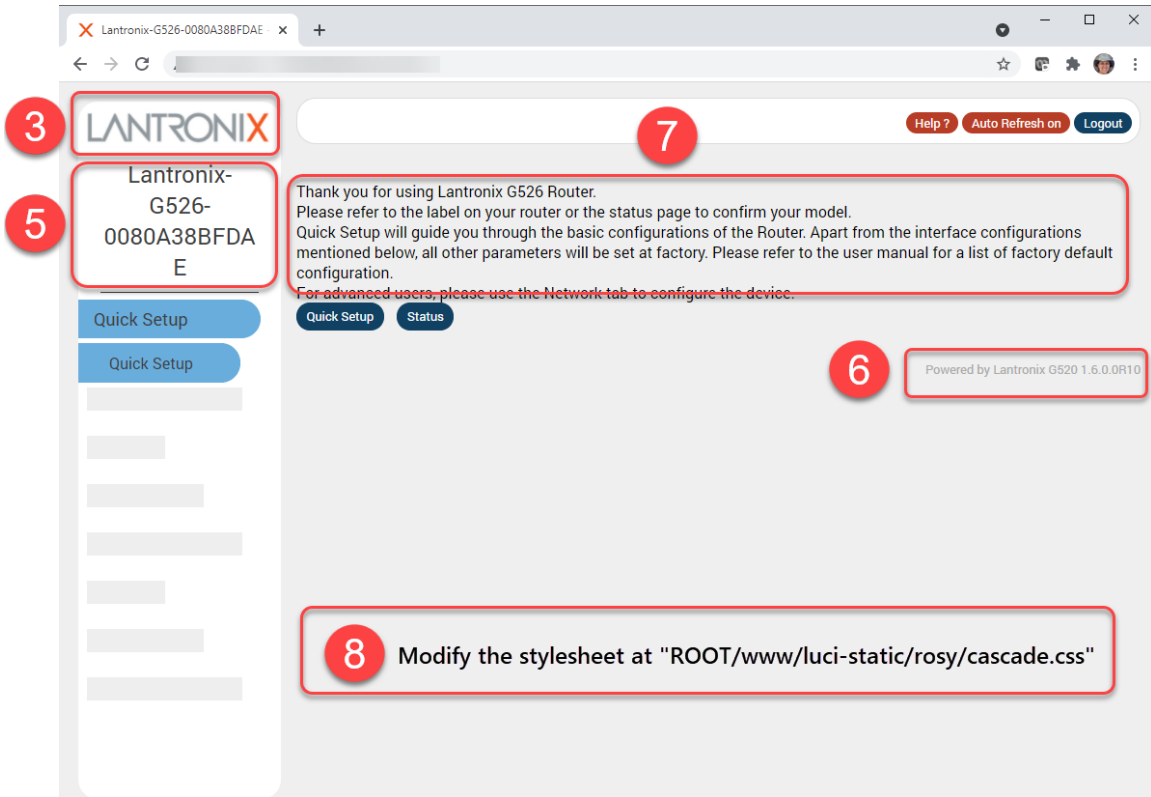 Lantronix-G526-0080A38BFDAE
3
LANTRONIX
7
Help ?
Auto Refresh on
Logout
5
Lantronix-
G526-
0080A38BFDA
E
Thank you for using Lantronix G526 Router.
Please refer to the label on your router or the status page to confirm your model.
Quick Setup will guide you through the basic configurations of the Router. Apart from the interface configurations
mentioned below, all other parameters will be set at factory. Please refer to the user manual for a list of factory default
configuration.
For advanced users, please use the Network tab to configure the device.
Quick Setup
Status
Quick Setup
Quick Setup
6
Powered by Lantronix G520 1.6.0.0R10
8
Modify the stylesheet at "ROOT/www/luci-static/rosy/cascade.css"